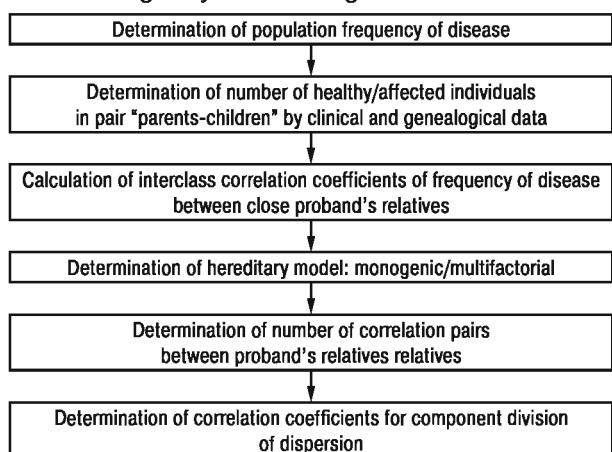 Determination of population frequency of disease
Determination of number of healthy/affected individuals
in pair "parents-children" by clinical and genealogical data
Calculation of interclass correlation coefficients of frequency of disease
between close proband's relatives
Determination of hereditary model: monogenic/multifactorial
Determination of number of correlation pairs
between proband's relatives relatives
Determination of correlation coefficients for component division
of dispersion